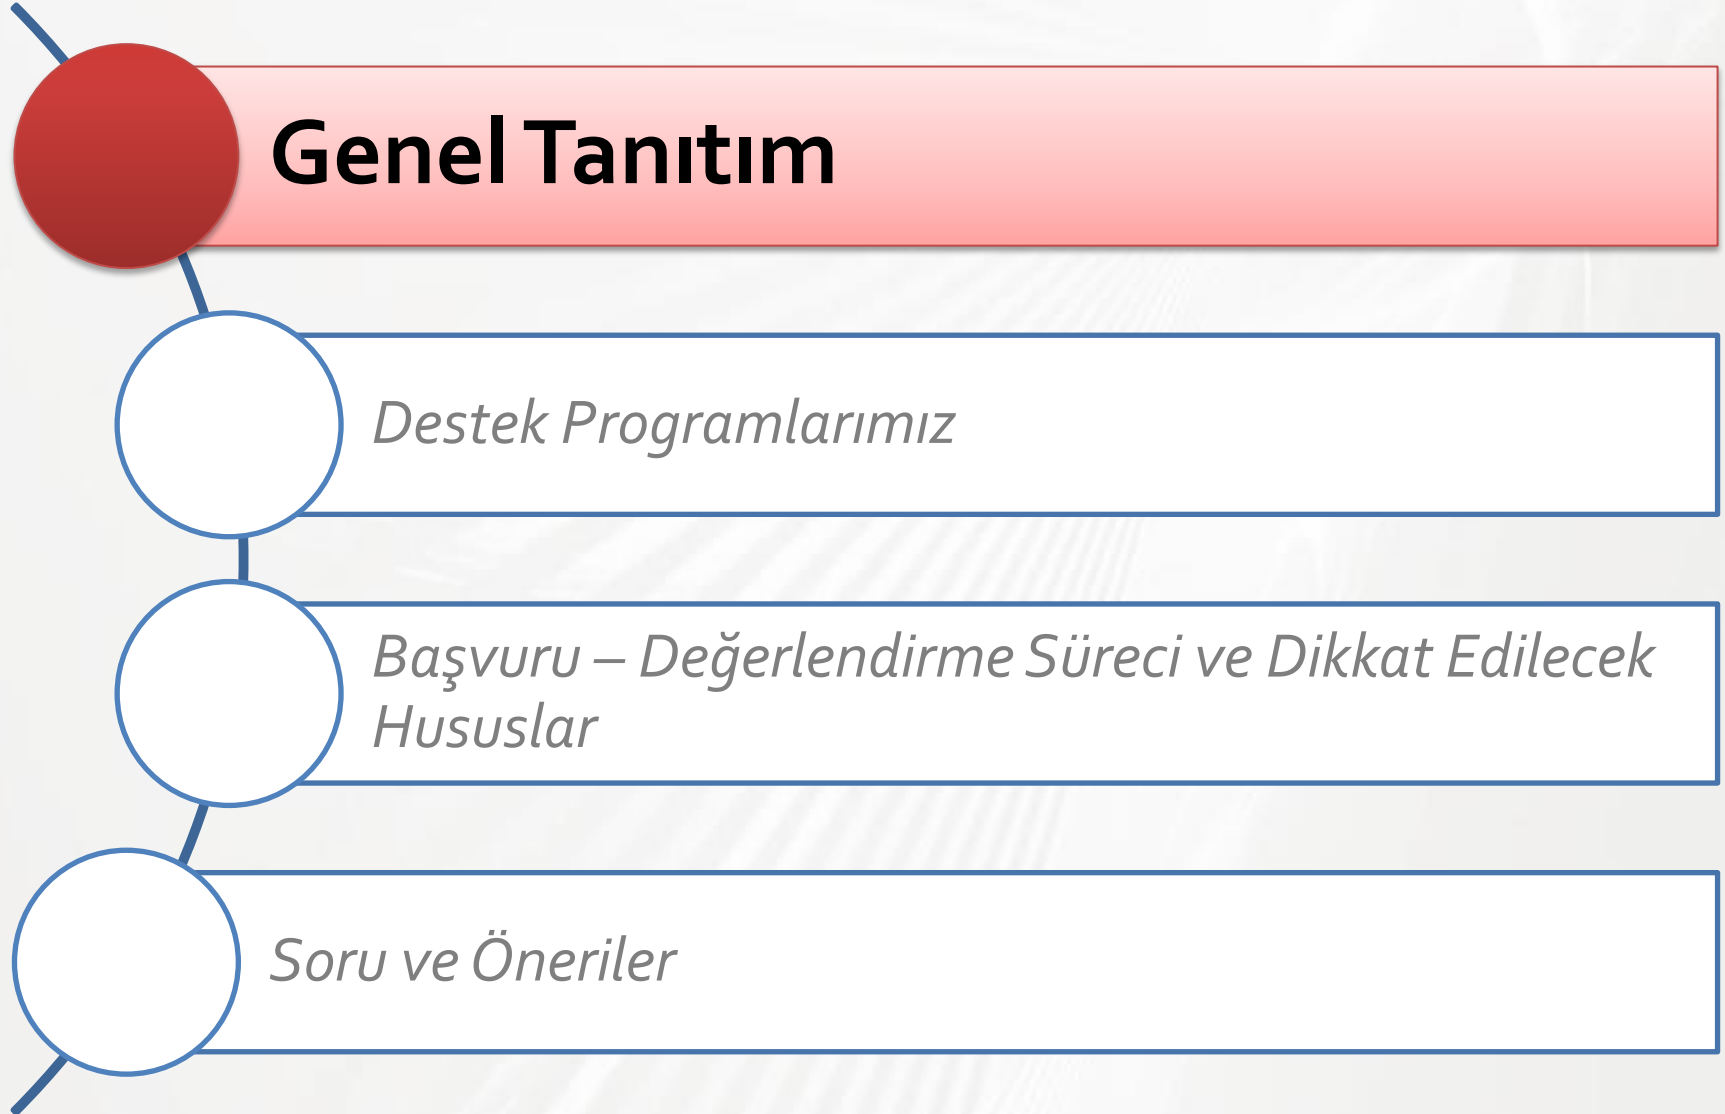 Genel Tanıtım
Destek Programlarımız
Başvuru – Değerlendirme Süreci ve Dikkat Edilecek
Hususlar
Soru ve Öneriler